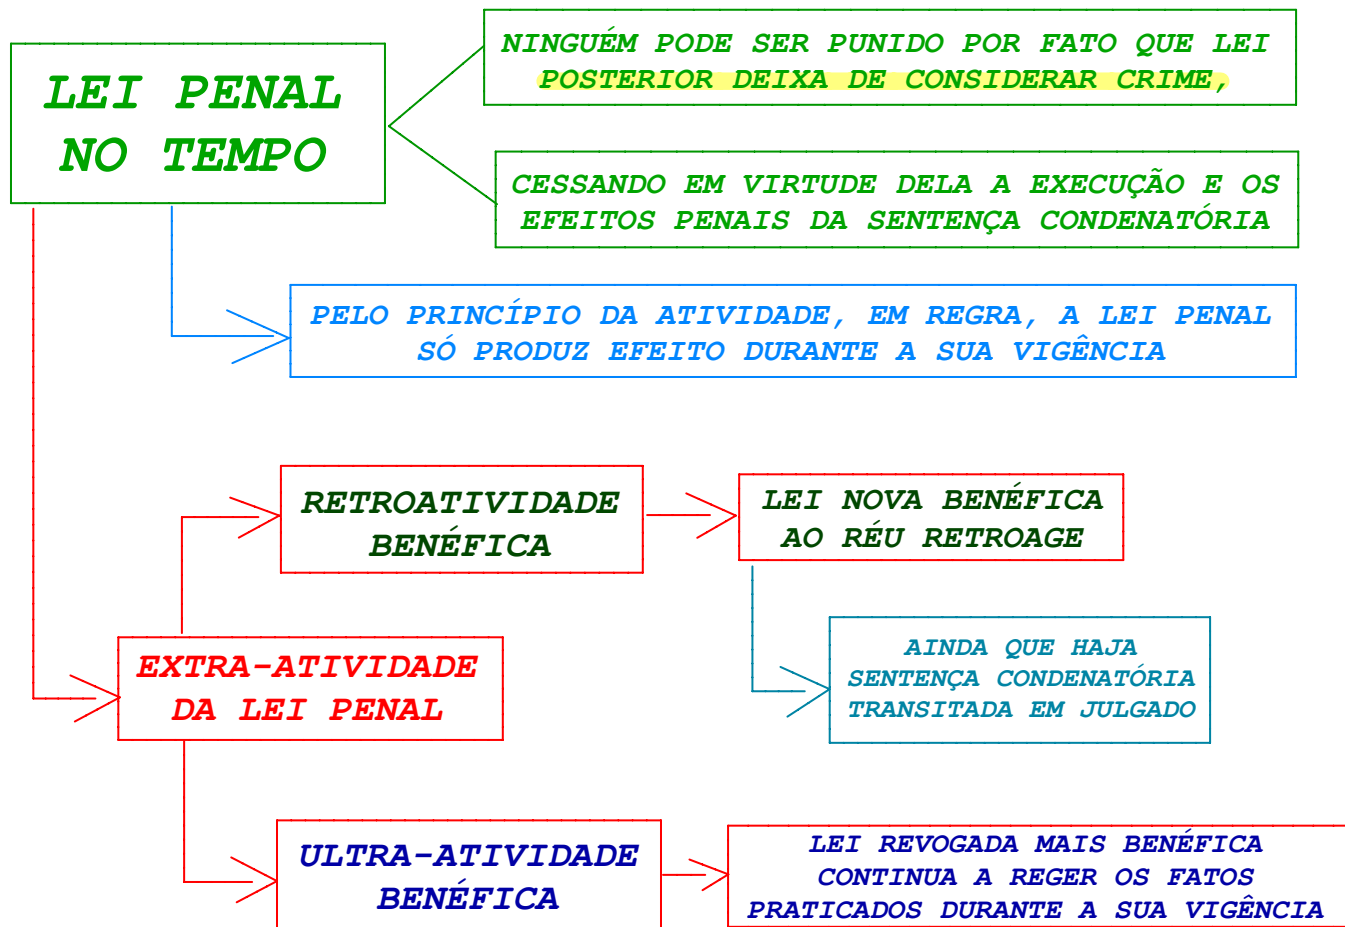 LEI PENAL
NO TEMPO
NINGUÉM PODE SER PUNIDO POR FATO QUE LEI
POSTERIOR DEIXA DE CONSIDERAR CRIME,
CESSANDO EM VIRTUDE DELA A EXECUÇÃO E OS
EFEITOS PENAIS DA SENTENÇA CONDENATÓRIA
PELO PRINCÍPIO DA ATIVIDADE, EM REGRA, A LEI PENAL
SÓ PRODUZ EFEITO DURANTE A SUA VIGÊNCIA
RETROATIVIDADE
BENÉFICA
LEI NOVA BENÉFICA
AO RÉU RETROAGE
AINDA QUE HAJA
SENTENÇA CONDENATÓRIA
TRANSITADA EM JULGADO
EXTRA-ATIVIDADE
DA LEI PENAL
ULTRA-ATIVIDADE
BENÉFICA
LEI REVOGADA MAIS BENÉFICA
CONTINUA A REGER OS FATOS
PRATICADOS DURANTE A SUA VIGÊNCIA